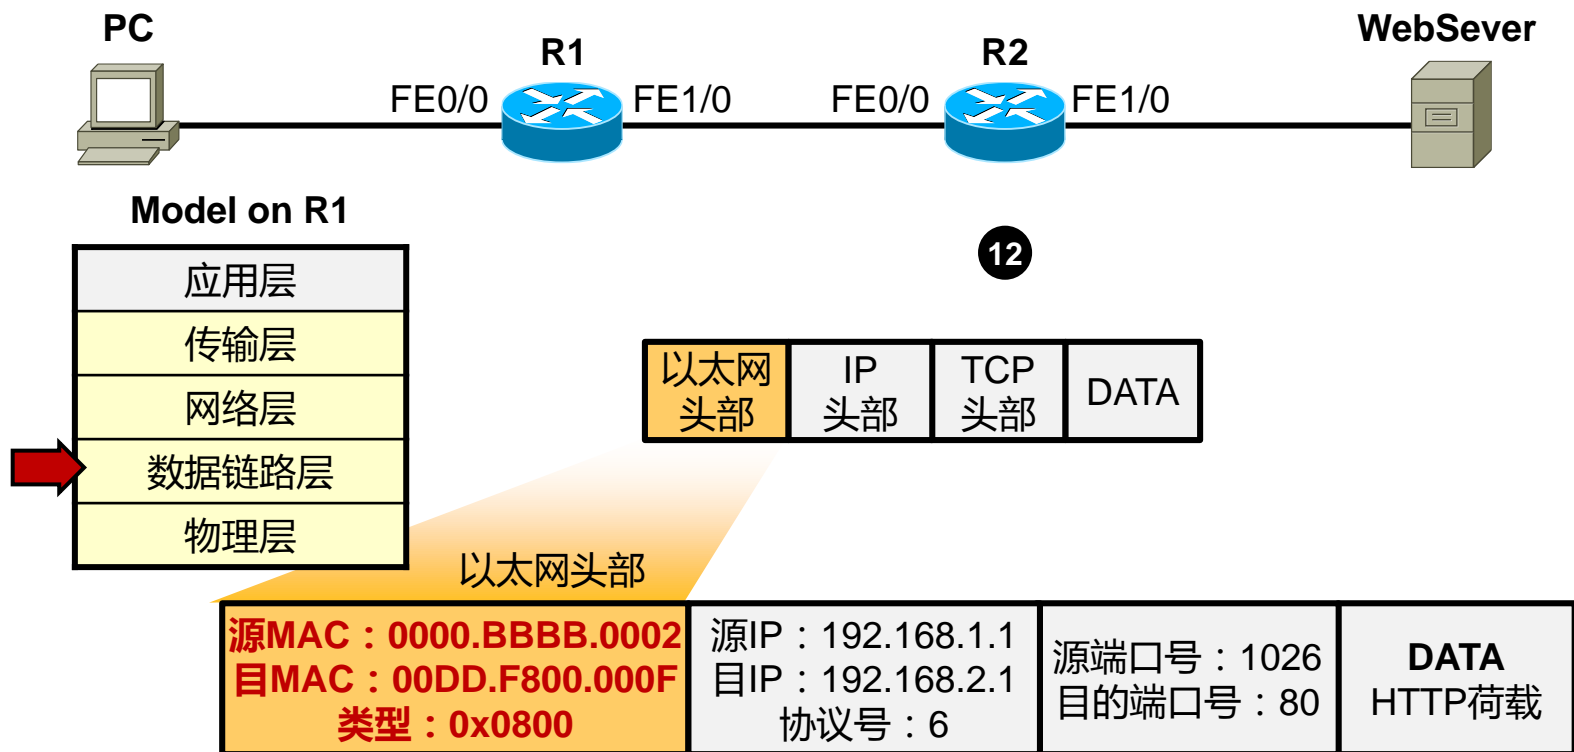 PC
R1
R2
WebSever
FE0/0
FE1/0
FE0/0
FE1/0
Model on R1
12
应用层
传输层
网络层
数据链路层
物理层
以太网
头部
IP
头部
TCP
头部
DATA
以太网头部
源MAC：0000.BBBB.0002
目MAC：00DD.F800.000F
类型：0x0800
源IP：192.168.1.1
目IP：192.168.2.1
协议号：6
源端口号：1026
目的端口号：80
DATA
HTTP荷载